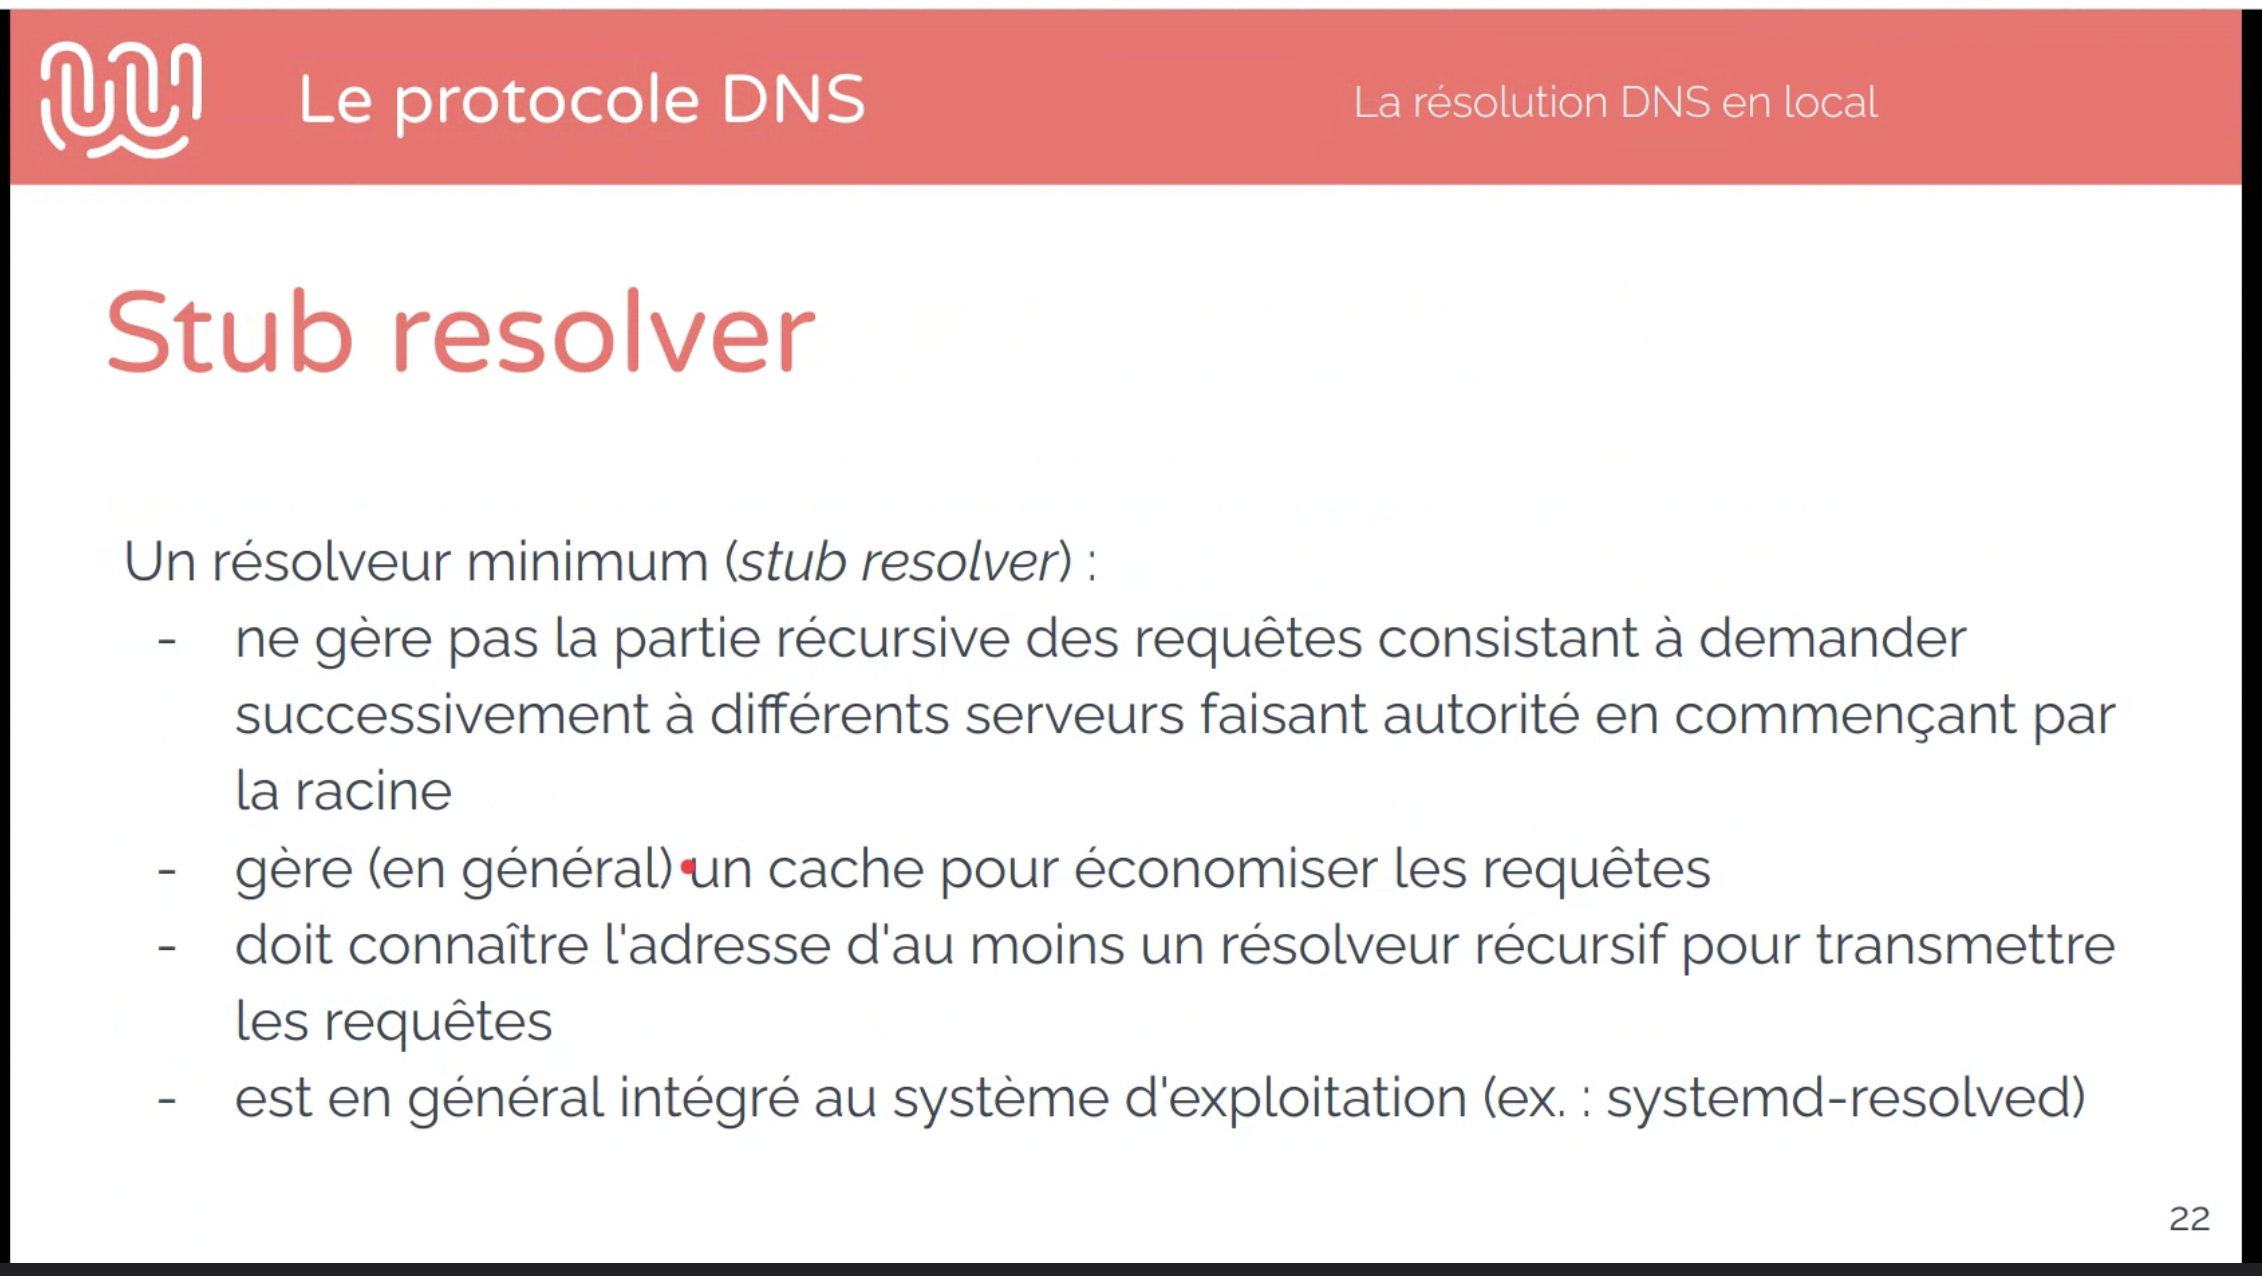 Le protocole DNS
La résolution DNS en local
Stub resolver
Un résolveur minimum (stub resolver) :
- ne gère pas la partie récursive des requêtes consistant à demander
successivement à différents serveurs faisant autorité en commençant par
la racine
- gère (en général) un cache pour économiser les requêtes
- doit connaître l'adresse d'au moins un résolveur récursif pour transmettre
les requêtes
- est en général intégré au système d'exploitation (ex. : systemd-resolved)
22